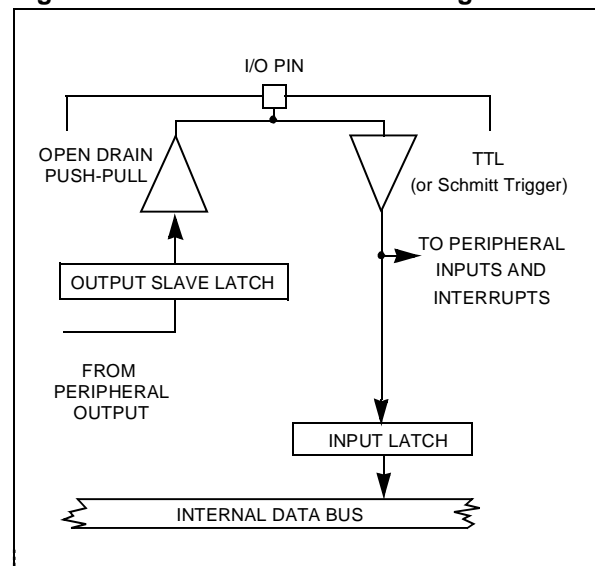 I/O PIN
OPEN DRAIN
PUSH-PULL
TTL
(or Schmitt Trigger)
TO PERIPHERAL
INPUTS AND
INTERRUPTS
OUTPUT SLAVE LATCH
FROM
PERIPHERAL
OUTPUT
INPUT LATCH
INTERNAL DATA BUS